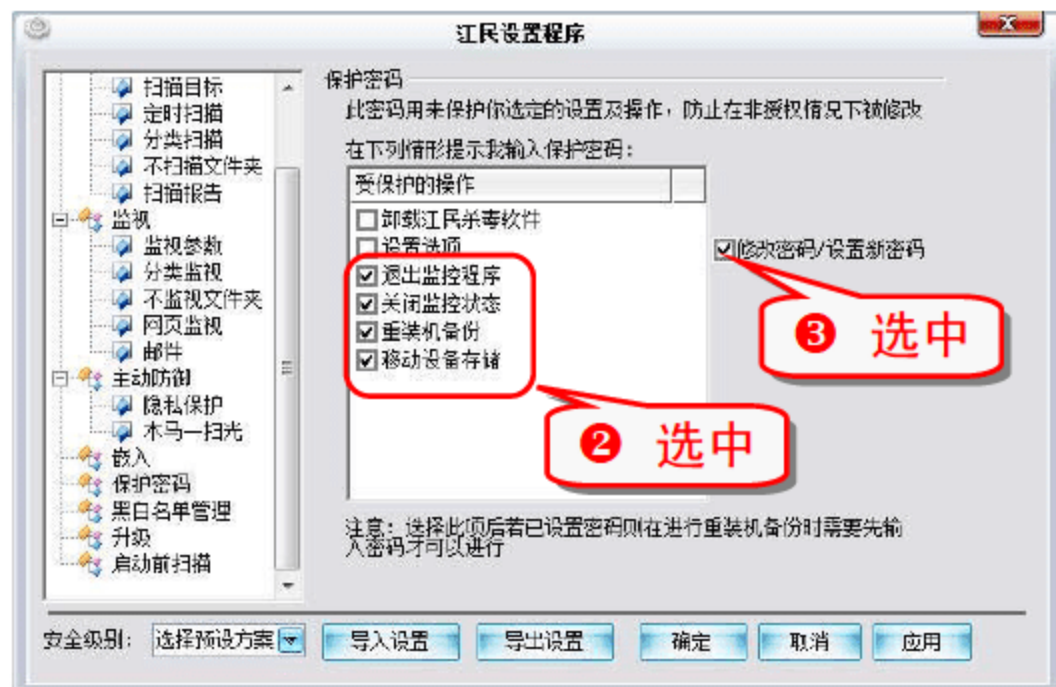 江民设置程序
扫描目标
定时扫描
分类扫描
不扫描文件夹
扫描报告
监视
监视参数
分类监视
不监视文件夹
网页监视
邮件
主动防御
隐私保护
木马一扫光
嵌入
保护密码
黑白名单管理
升级
启动前扫描
保护密码
此密码用来保护你选定的设置及操作，防止在非授权情况下被修改
在下列情形提示我输入保护密码：
受保护的操作
卸载江民杀毒软件
设置选项
退出监控程序
关闭监控状态
重装机备份
移动设备存储
修改密码/设置新密码
❸ 选中
❷ 选中
注意：选择此项后若已设置密码则在进行重装机备份时需要先输
入密码才可以进行
安全级别： 选择预设方案 导入设置 导出设置 确定 取消 应用